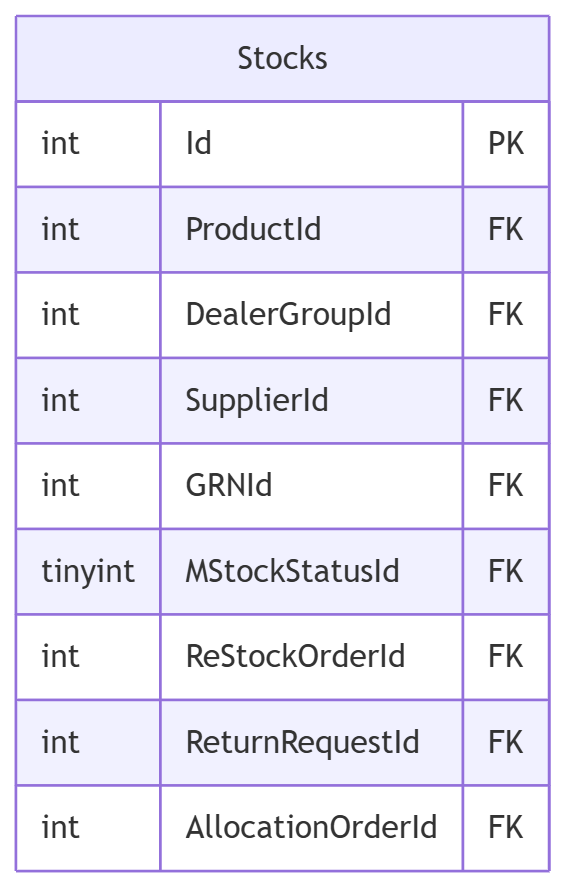 Stocks
int Id PK
int ProductId FK
int DealerGroupId FK
int SupplierId FK
int GRNId FK
tinyint MStockStatusId FK
int ReStockOrderId FK
int ReturnRequestId FK
int AllocationOrderId FK